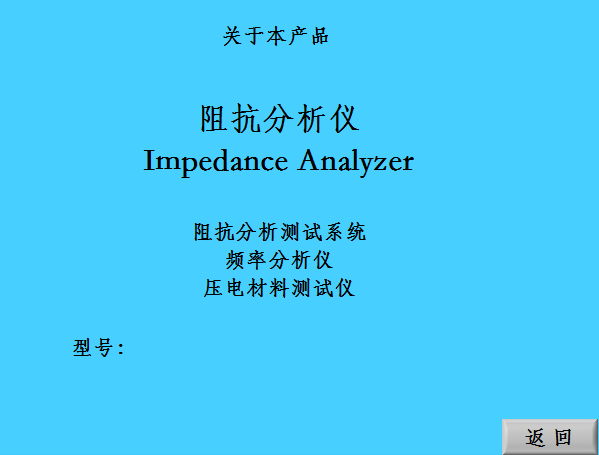 关于本产品
阻抗分析仪
Impedance Analyzer
阻抗分析测试系统
频率分析仪
压电材料测试仪
型号：
返 回